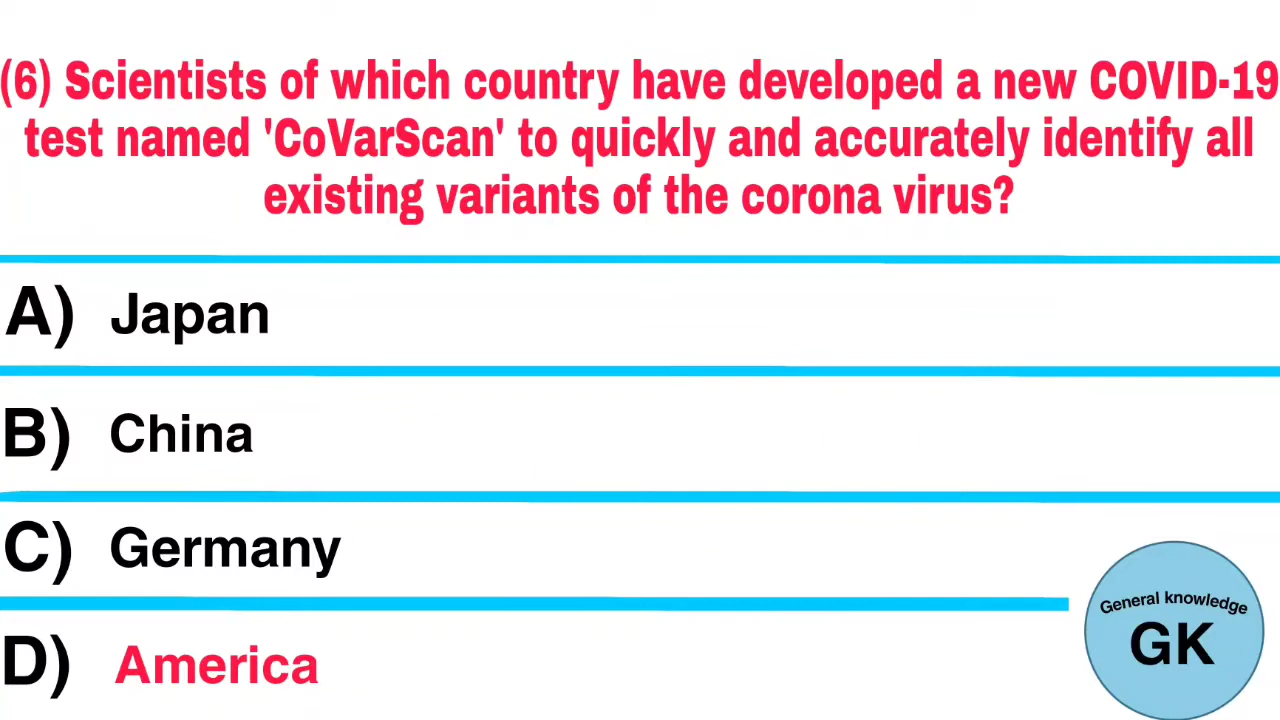 (6) Scientists of which country have developed a new COVID-19
test named 'CoVarScan' to quickly and accurately identify all
existing variants of the corona virus?
A) Japan
B) China
C) Germany
D) America
General knowledge
GK